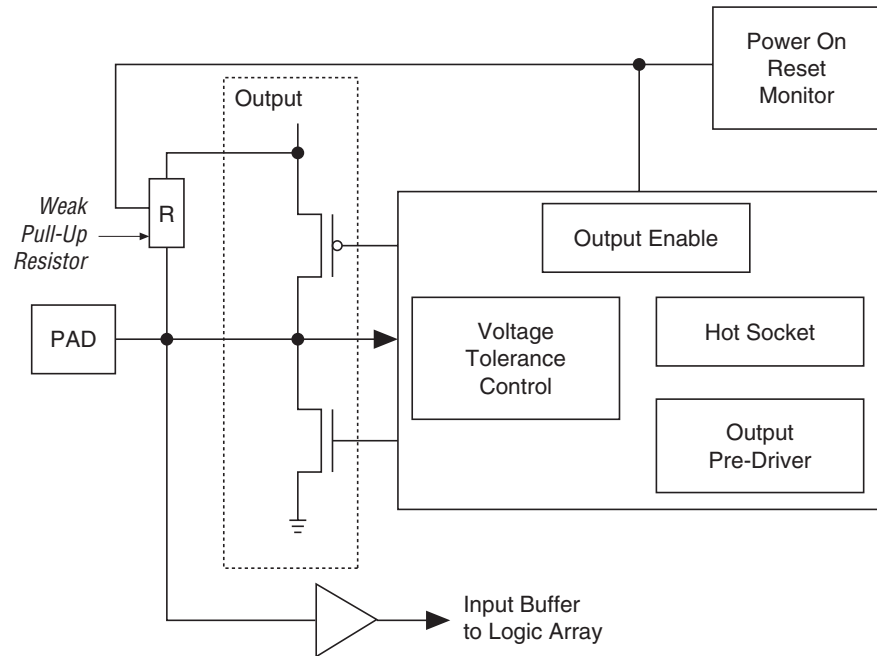 Power On
Reset
Monitor
Output
Weak
Pull-Up
Resistor
R
Output Enable
PAD
Voltage
Tolerance
Control
Hot Socket
Output
Pre-Driver
Input Buffer
to Logic Array